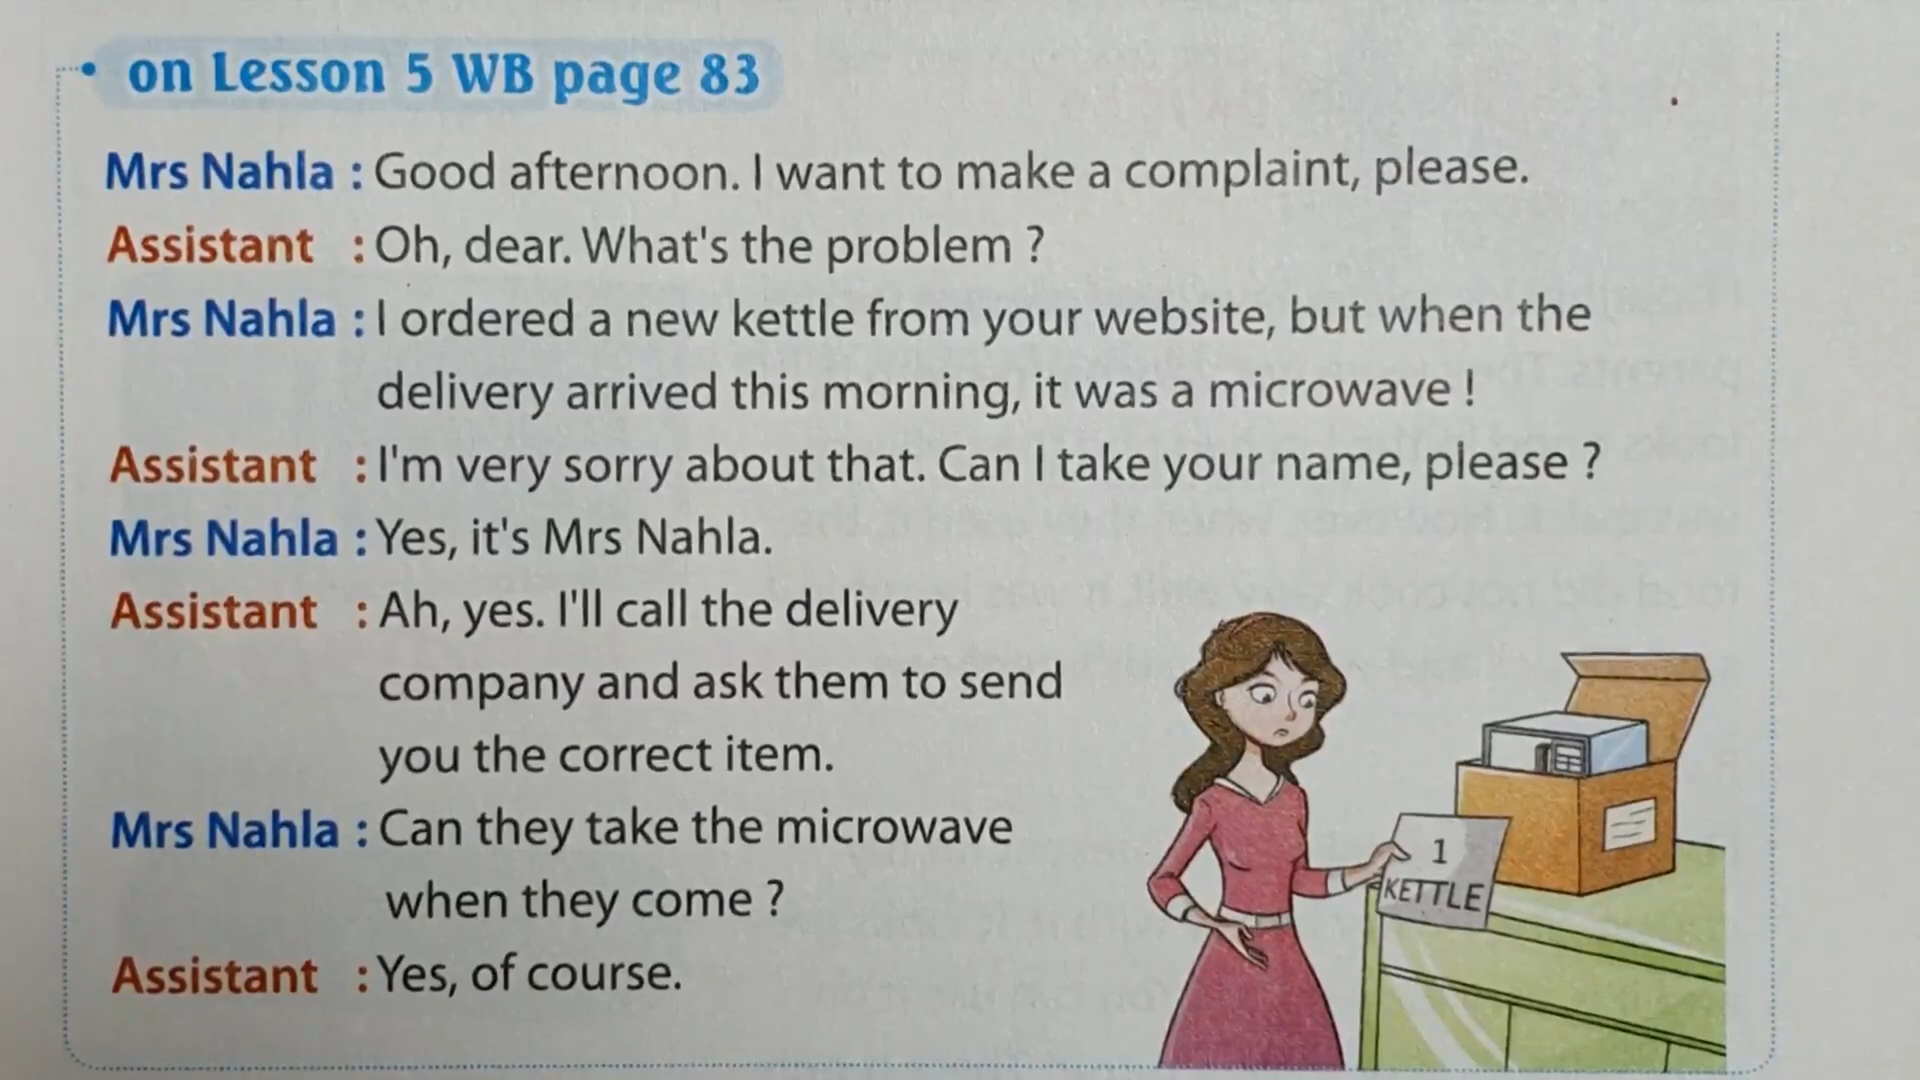 • on Lesson 5 WB page 83
Mrs Nahla : Good afternoon. I want to make a complaint, please.
Assistant : Oh, dear. What's the problem ?
Mrs Nahla : I ordered a new kettle from your website, but when the
delivery arrived this morning, it was a microwave !
Assistant : I'm very sorry about that. Can I take your name, please ?
Mrs Nahla : Yes, it's Mrs Nahla.
Assistant : Ah, yes. I'll call the delivery
company and ask them to send
you the correct item.
Mrs Nahla : Can they take the microwave
when they come ?
Assistant : Yes, of course.
1
KETTLE